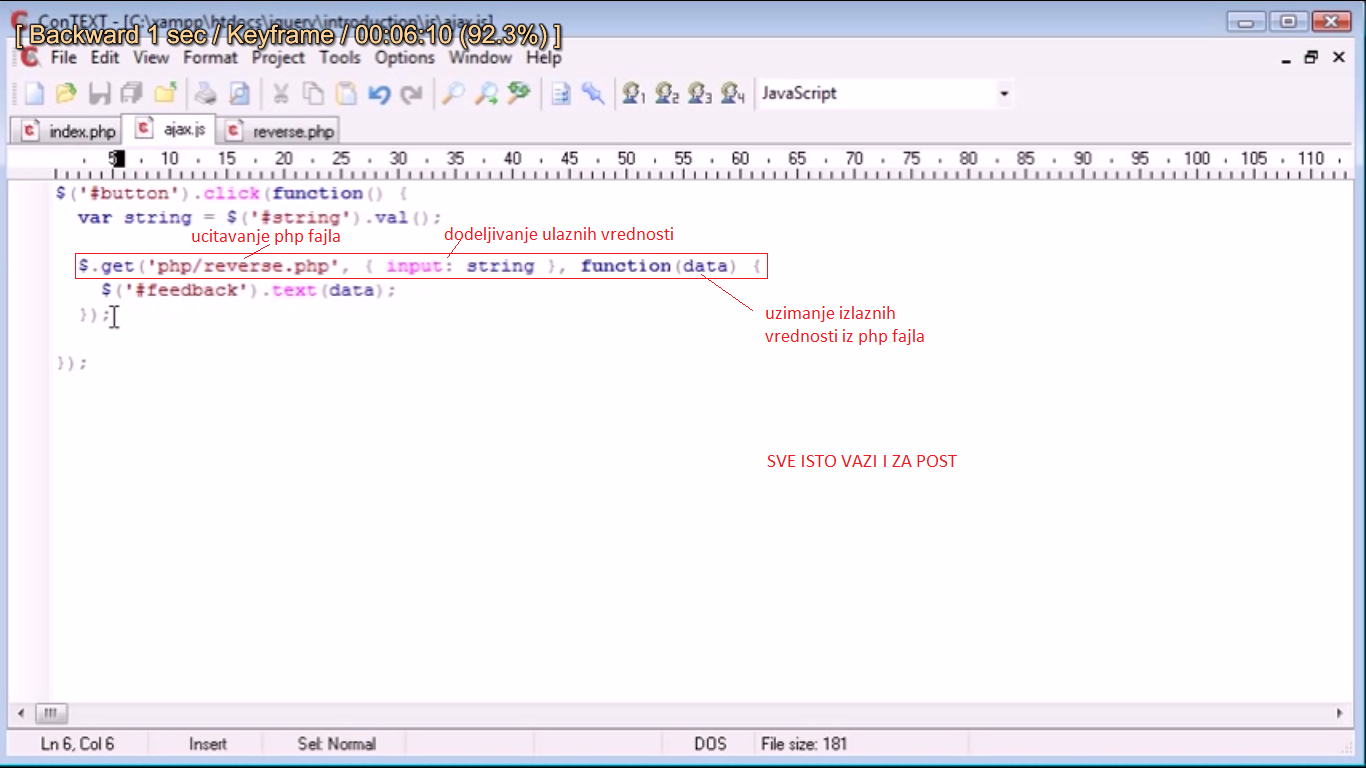 ConTEXT - [C:\xampp\htdocs\jquery\introduction\js\ajax.js]
[ Backward 1 sec / Keyframe / 00:06:10 (92.3%) ]
File Edit View Format Project Tools Options Window Help
1 2 3 4 JavaScript
index.php ajax.js reverse.php
5 10 15 20 25 30 35 40 45 50 55 60 65 70 75 80 85 90 95 100 105 110
$('#button').click(function() {
var string = $('#string').val();
ucitavanje php fajla dodeljivanje ulaznih vrednosti
$.get('php/reverse.php', { input: string }, function(data) {
$('#feedback').text(data);
});
uzimanje izlaznih
vrednosti iz php fajla
});
SVE ISTO VAZI I ZA POST
Ln 6, Col 6 Insert Sel: Normal DOS File size: 181